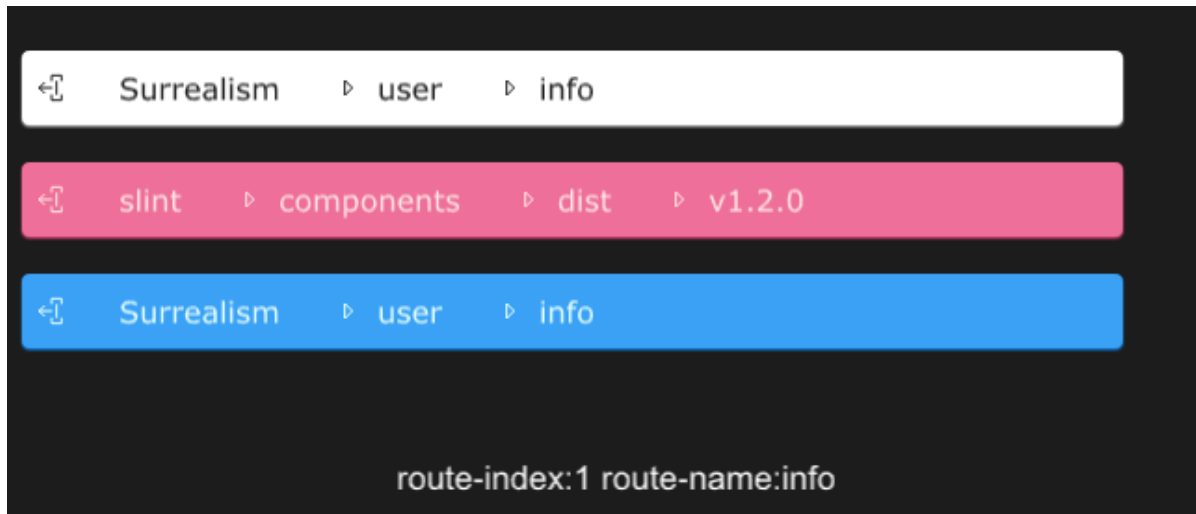 Surrealism user info
slint components dist v1.2.0
Surrealism user info
route-index:1 route-name:info